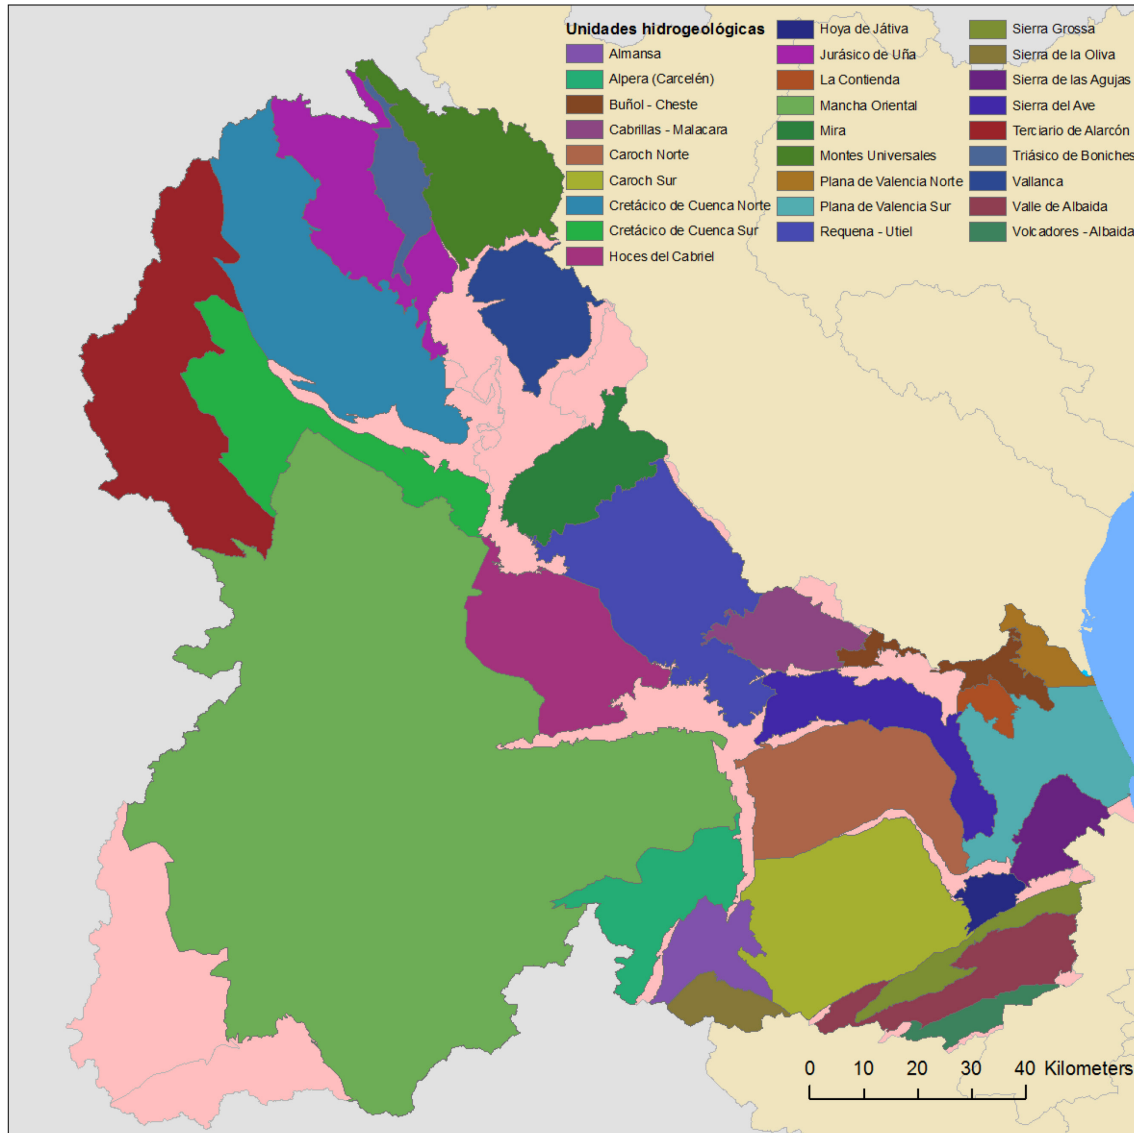 Unidades hidrogeológicas
Almansa
Alpera (Carcelén)
Buñol - Cheste
Cabrillas - Malacara
Caroch Norte
Caroch Sur
Cretácico de Cuenca Norte
Cretácico de Cuenca Sur
Hoces del Cabriel
Hoya de Játiva
Jurásico de Uña
La Contienda
Mancha Oriental
Mira
Montes Universales
Plana de Valencia Norte
Plana de Valencia Sur
Requena - Utiel
Sierra Grossa
Sierra de la Oliva
Sierra de las Agujas
Sierra del Ave
Terciario de Alarcón
Triásico de Boniches
Vallanca
Valle de Albaida
Volcadores - Albaida
0 10 20 30 40 Kilometers